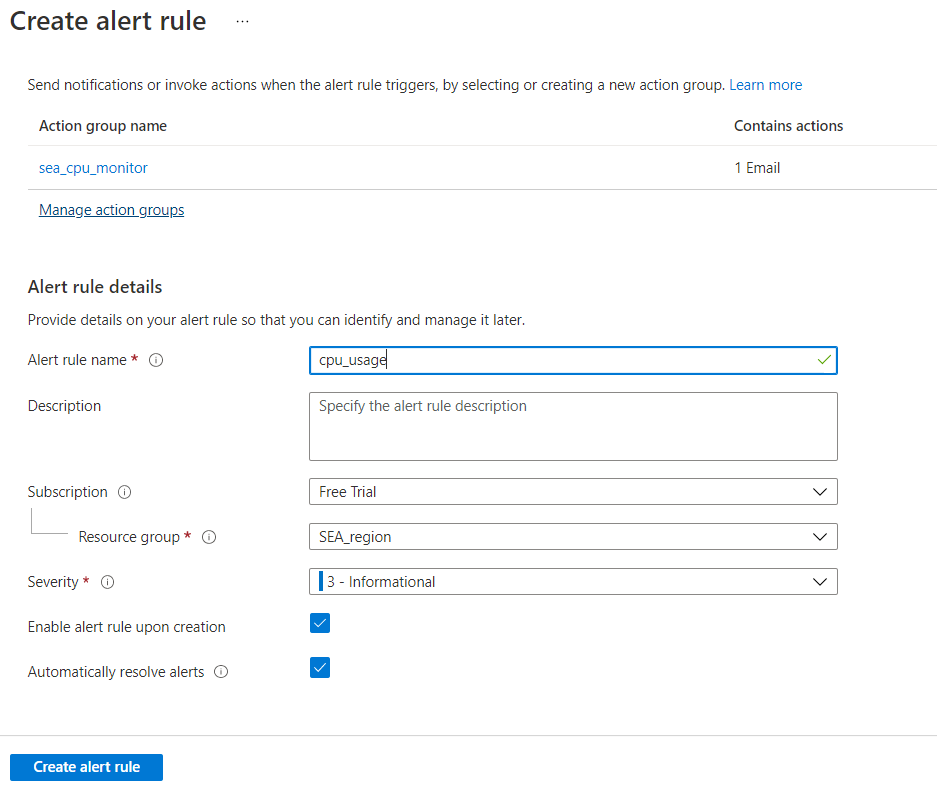 Create alert rule ...
Send notifications or invoke actions when the alert rule triggers, by selecting or creating a new action group. Learn more
Action group name Contains actions
sea_cpu_monitor 1 Email
Manage action groups
Alert rule details
Provide details on your alert rule so that you can identify and manage it later.
Alert rule name * cpu_usage
Description Specify the alert rule description
Subscription Free Trial
Resource group * SEA_region
Severity * 3 - Informational
Enable alert rule upon creation
Automatically resolve alerts
Create alert rule